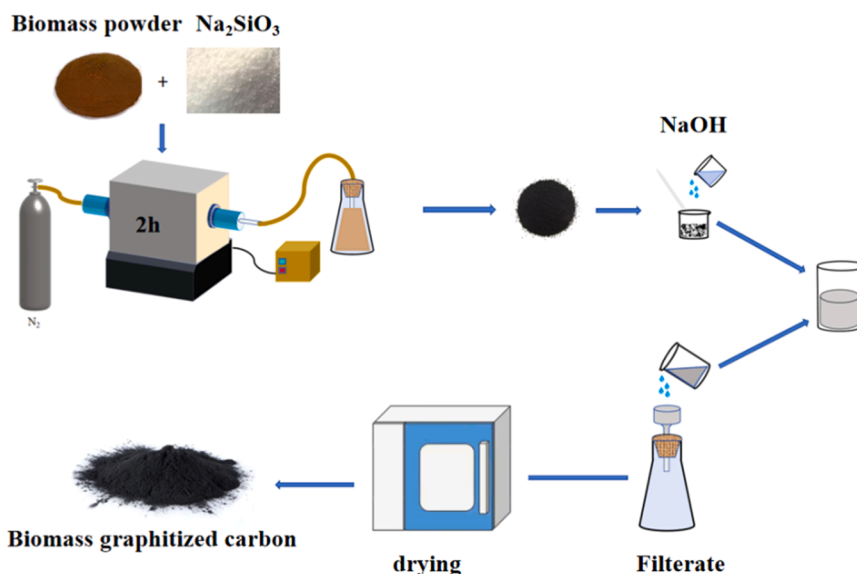 Biomass powder Na₂SiO₃
+
NaOH
2h
N₂
Biomass graphitized carbon
drying
Filterate